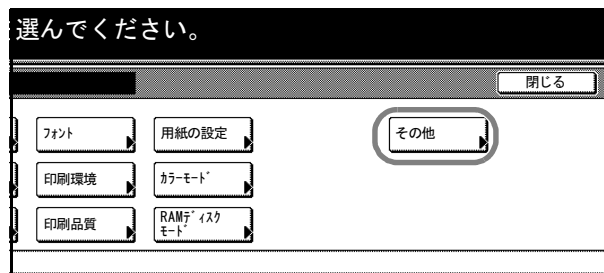 選んでください。
閉じる
ﾌｫﾝﾄ
用紙の設定
その他
印刷環境
ｶﾗｰﾓｰﾄﾞ
印刷品質
RAMﾃﾞｨｽｸ
ﾓｰﾄﾞ